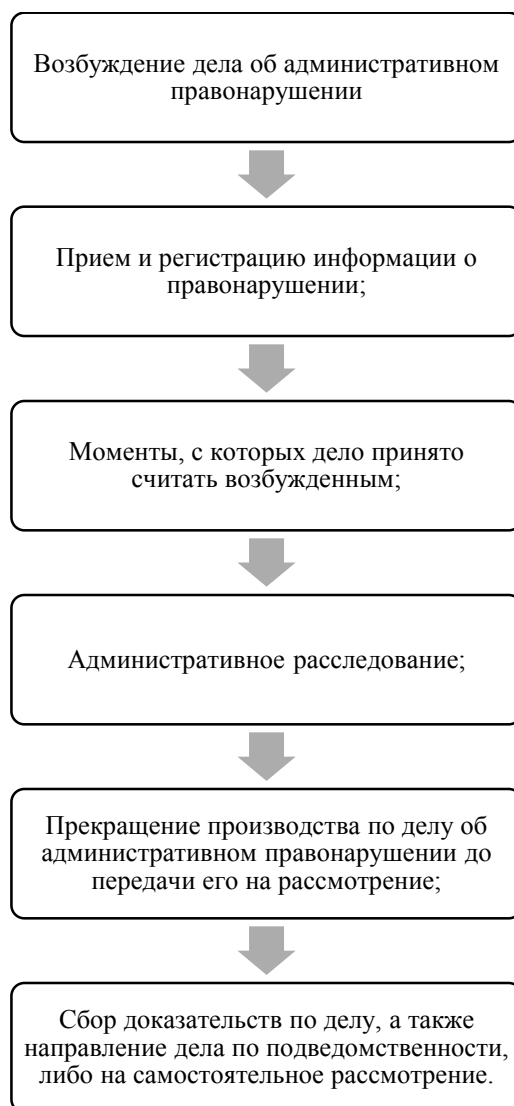 Возбуждение дела об административном
правонарушении
Прием и регистрацию информации о
правонарушении;
Моменты, с которых дело принято
считать возбужденным;
Административное расследование;
Прекращение производства по делу об
административном правонарушении до
передачи его на рассмотрение;
Сбор доказательств по делу, а также
направление дела по подведомственности,
либо на самостоятельное рассмотрение.